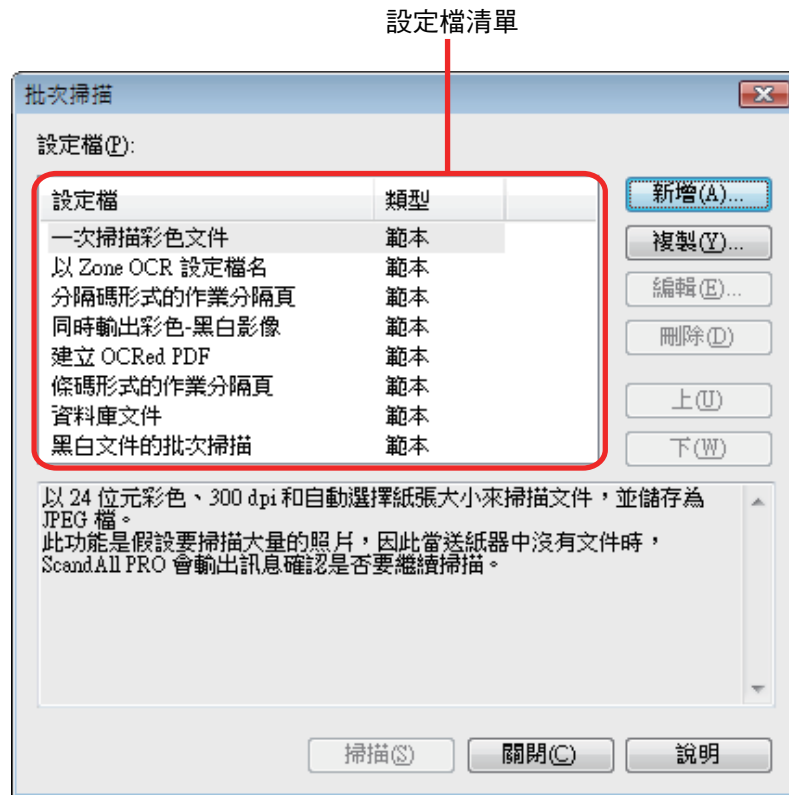 設定檔清單
批次掃描
設定檔(P):
設定檔 類型
一次掃描彩色文件 範本
以 Zone OCR 設定檔名 範本
分隔碼形式的作業分隔頁 範本
同時輸出彩色-黑白影像 範本
建立 OCRed PDF 範本
條碼形式的作業分隔頁 範本
資料庫文件 範本
黑白文件的批次掃描 範本
新增(A)...
複製(Y)...
編輯(E)...
刪除(D)
上(U)
下(W)
以 24 位元彩色、300 dpi 和自動選擇紙張大小來掃描文件，並儲存為
JPEG 檔。
此功能是假設要掃描大量的照片，因此當送紙器中沒有文件時，
ScandAll PRO 會輸出訊息確認是否要繼續掃描。
掃描(S) 關閉(C) 說明